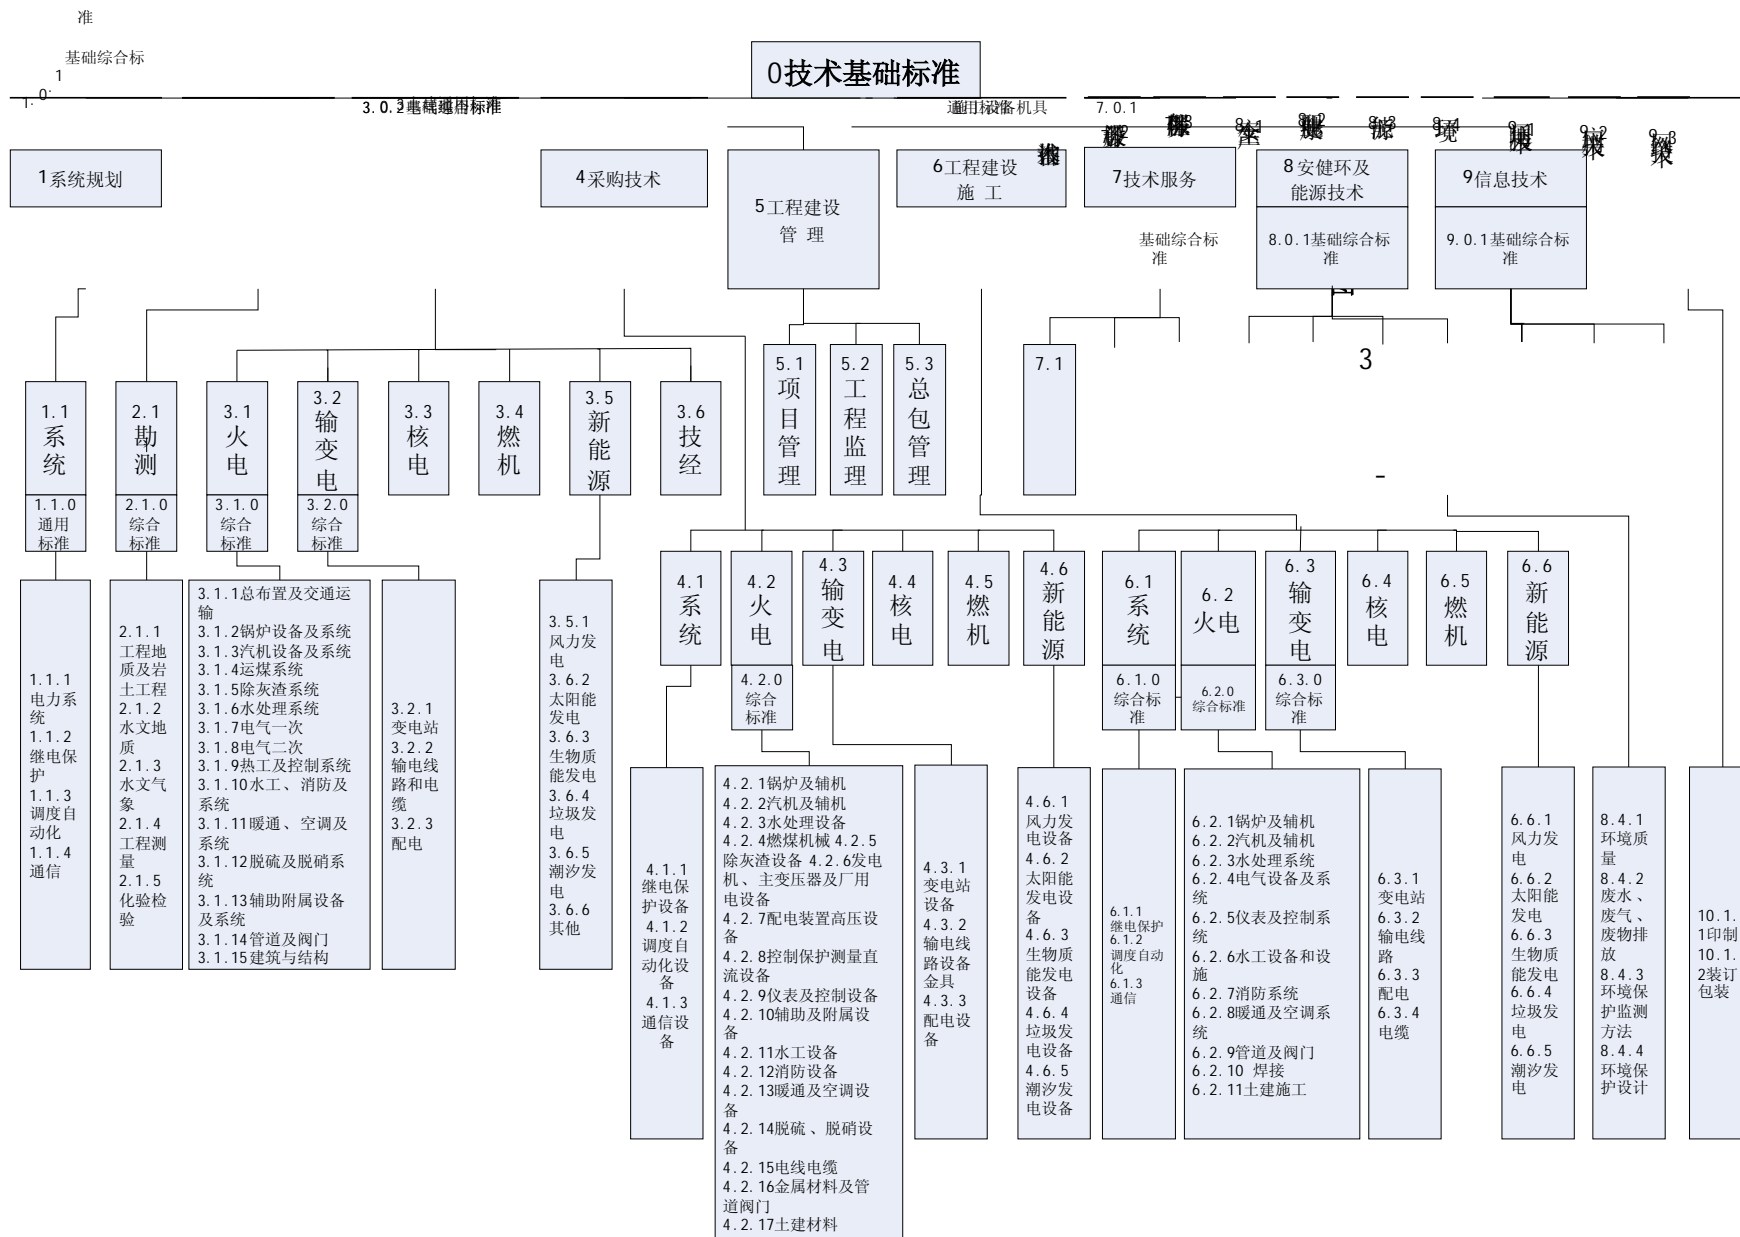 准
基础综合标
1
1.0:
0技术基础标准
7.0.1
1系统规划
4采购技术
5工程建设
管 理
6工程建设
施 工
7技术服务
8安健环及
能源技术
9信息技术
基础综合标
准
8.0.1基础综合标
准
9.0.1基础综合标
准
3
-
1.1
系
统
1.1.0
通用
标准
2.1
勘
测
2.1.0
综合
标准
3.1
火
电
3.1.0
综合
标准
3.2
输
变
电
3.2.0
综合
标准
3.3
核
电
3.4
燃
机
3.5
新
能
源
3.6
技
经
5.1
项
目
管
理
5.2
工
程
监
理
5.3
总
包
管
理
7.1
4.1
系
统
4.2
火
电
4.2.0
综合
标准
4.3
输
变
电
4.4
核
电
4.5
燃
机
4.6
新
能
源
6.1
系
统
6.1.0
综合标
准
6.2
火电
6.2.0
综合标准
6.3
输
变
电
6.3.0
综合标
准
6.4
核
电
6.5
燃
机
6.6
新
能
源
1.1.1
电力系
统
1.1.2
继电保
护
1.1.3
调度自
动化
1.1.4
通信
2.1.1
工程地
质及岩
土工程
2.1.2
水文地
质
2.1.3
水文气
象
2.1.4
工程测
量
2.1.5
化验检
验
3.1.1总布置及交通运
输
3.1.2锅炉设备及系统
3.1.3汽机设备及系统
3.1.4运煤系统
3.1.5除灰渣系统
3.1.6水处理系统
3.1.7电气一次
3.1.8电气二次
3.1.9热工及控制系统
3.1.10水工、消防及
系统
3.1.11暖通、空调及
系统
3.1.12脱硫及脱硝系
统
3.1.13辅助附属设备
及系统
3.1.14管道及阀门
3.1.15建筑与结构
3.2.1
变电站
3.2.2
输电线
路和电
缆
3.2.3
配电
3.5.1
风力发
电
3.6.2
太阳能
发电
3.6.3
生物质
能发电
3.6.4
垃圾发
电
3.6.5
潮汐发
电
3.6.6
其他
4.1.1
继电保
护设备
4.1.2
调度自
动化设
备
4.1.3
通信设
备
4.2.1锅炉及辅机
4.2.2汽机及辅机
4.2.3水处理设备
4.2.4燃煤机械 4.2.5
除灰渣设备 4.2.6发电
机、主变压器及厂用
电设备
4.2.7配电装置高压设
备
4.2.8控制保护测量直
流设备
4.2.9仪表及控制设备
4.2.10辅助及附属设
备
4.2.11水工设备
4.2.12消防设备
4.2.13暖通及空调设
备
4.2.14脱硫、脱硝设
备
4.2.15电线电缆
4.2.16金属材料及管
道阀门
4.2.17土建材料
4.3.1
变电站
设备
4.3.2
输电线
路设备
金具
4.3.3
配电设
备
4.6.1
风力发
电设备
4.6.2
太阳能
发电设
备
4.6.3
生物质
能发电
设备
4.6.4
垃圾发
电设备
4.6.5
潮汐发
电设备
6.1.1
继电保护
6.1.2
调度自动
化
6.1.3
通信
6.2.1锅炉及辅机
6.2.2汽机及辅机
6.2.3水处理系统
6.2.4电气设备及系
统
6.2.5仪表及控制系
统
6.2.6水工设备和设
施
6.2.7消防系统
6.2.8暖通及空调系
统
6.2.9管道及阀门
6.2.10 焊接
6.2.11土建施工
6.3.1
变电站
6.3.2
输电线
路
6.3.3
配电
6.3.4
电缆
6.6.1
风力发
电
6.6.2
太阳能
发电
6.6.3
生物质
能发电
6.6.4
垃圾发
电
6.6.5
潮汐发
电
8.4.1
环境质
量
8.4.2
废水、
废气、
废物排
放
8.4.3
环境保
护监测
方法
8.4.4
环境保
护设计
10.1.
1印制
10.1.
2装订
包装